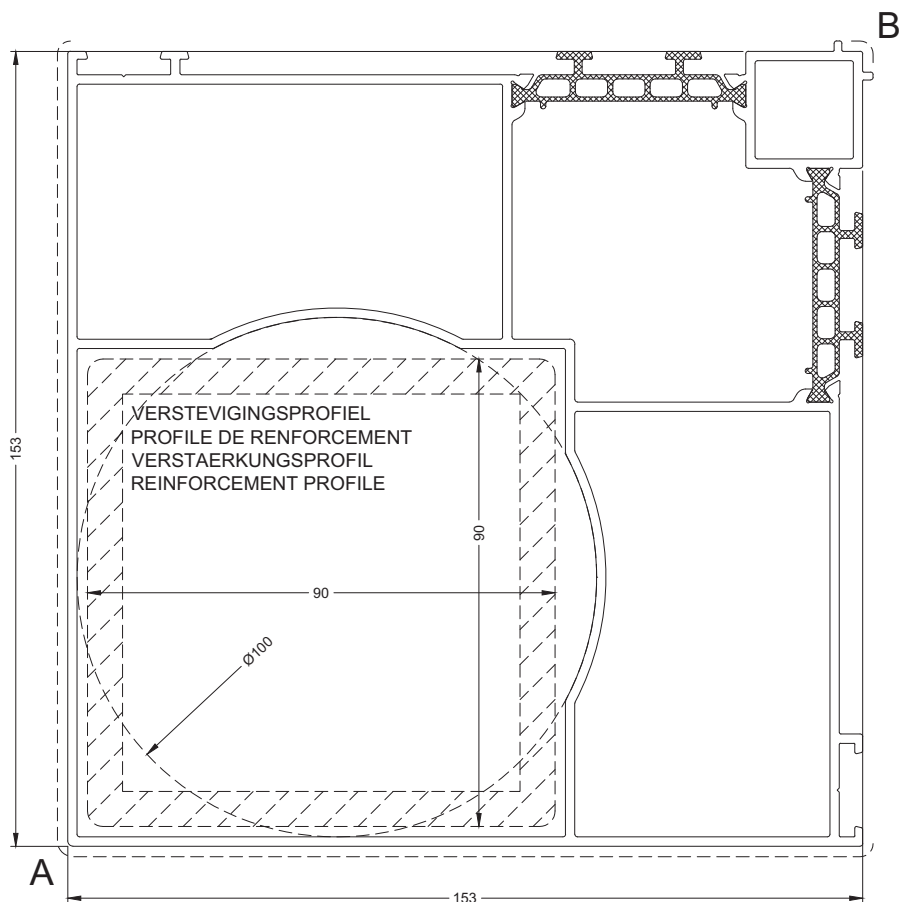 B
VERSTEVIGINGSPROFIEL
PROFILE DE RENFORCEMENT
VERSTAERKUNGSPROFIL
REINFORCEMENT PROFILE
153
90
90
Ø100
A
153